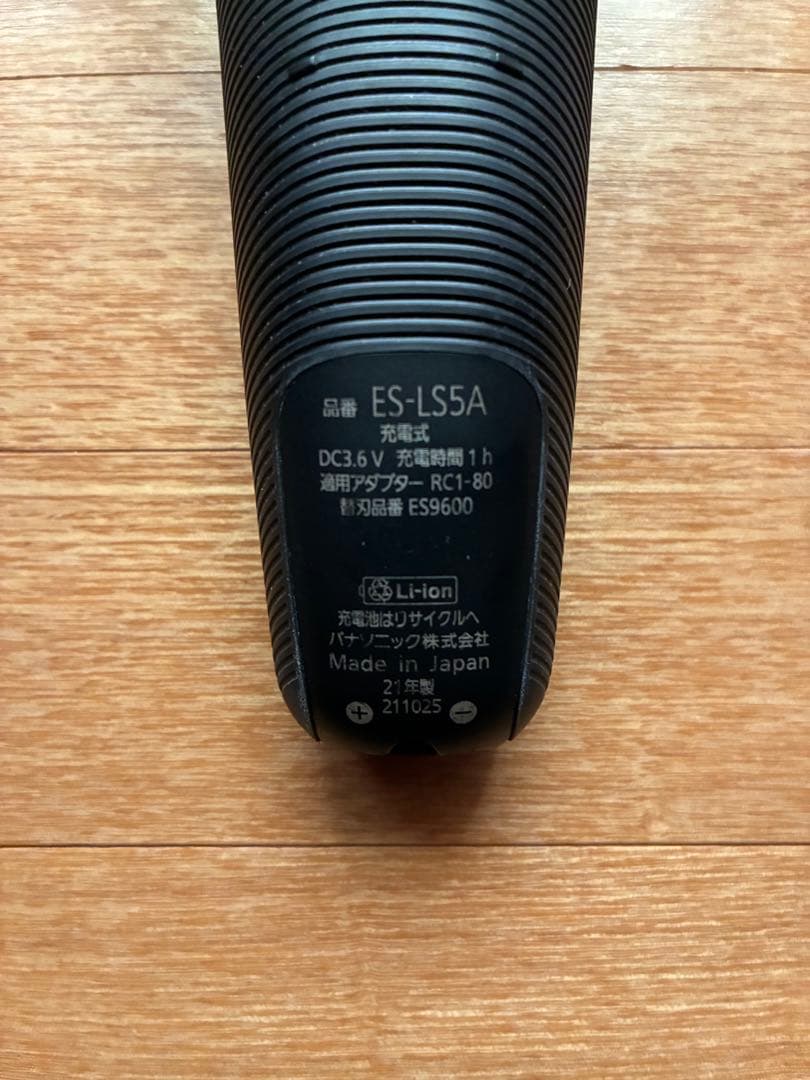 品番 ES-LS5A
充電式
DC3.6 V 充電時間 1 h
適用アダプター RC1-80
替刃品番 ES9600
Li-ion
充電池はリサイクルへ
パナソニック株式会社
Made in Japan
21年製
211025